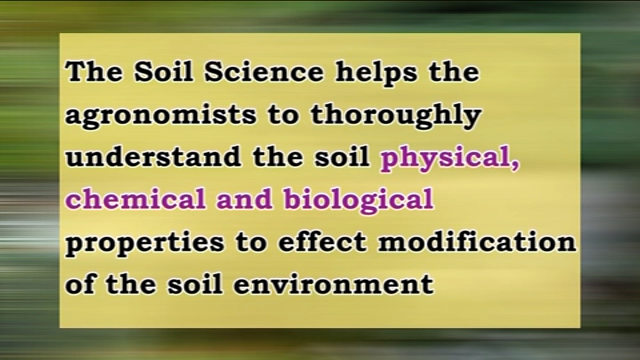 The Soil Science helps the
agronomists to thoroughly
understand the soil physical,
chemical and biological
properties to effect modification
of the soil environment